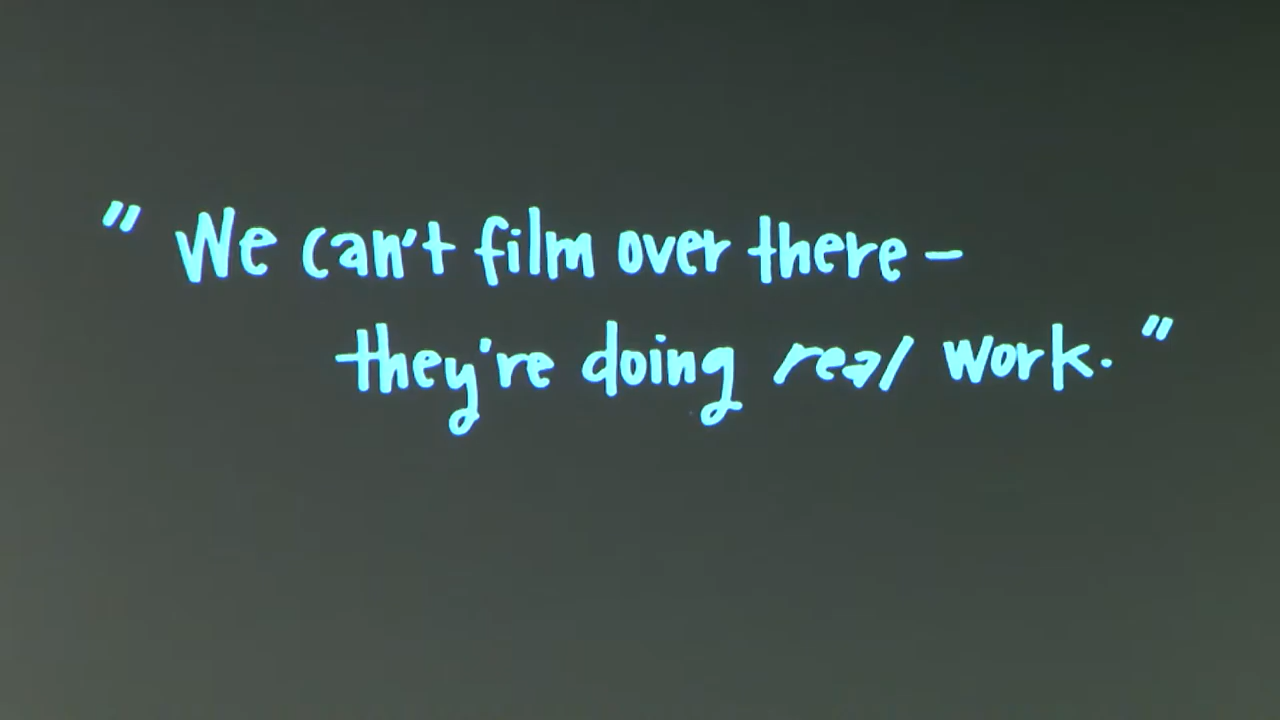 " We can't film over there –
they're doing real work. "